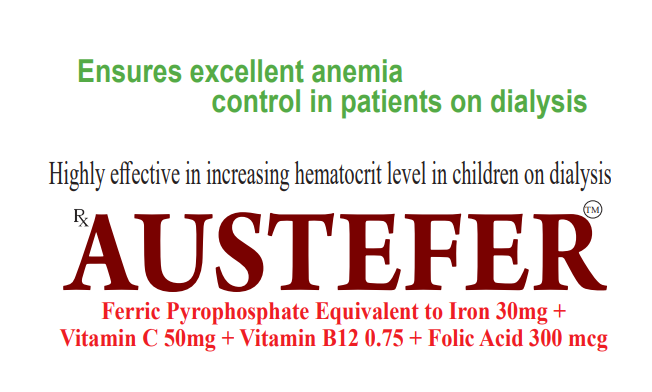 Ensures excellent anemia
control in patients on dialysis
Highly effective in increasing hematocrit level in children on dialysis
℞ AUSTEFER ™
Ferric Pyrophosphate Equivalent to Iron 30mg +
Vitamin C 50mg + Vitamin B12 0.75 + Folic Acid 300 mcg